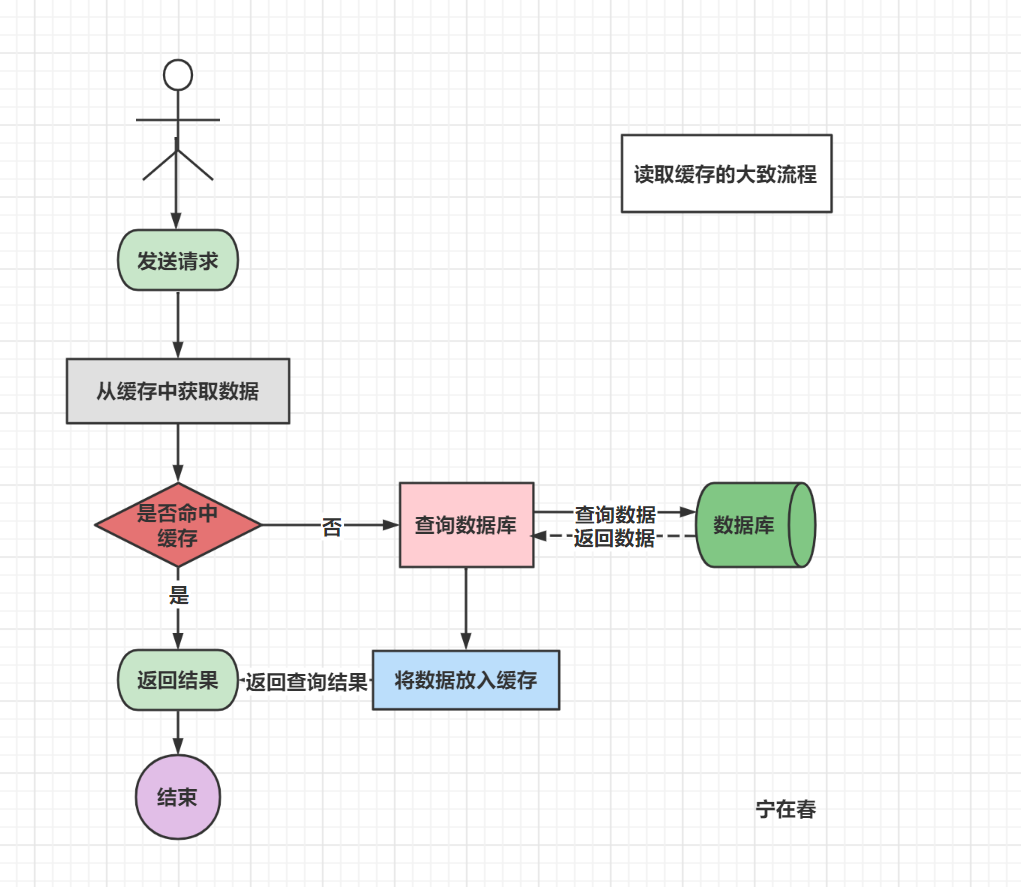 读取缓存的大致流程
发送请求
从缓存中获取数据
是否命中
缓存
否
查询数据库
查询数据
返回数据
数据库
是
返回结果
返回查询结果
将数据放入缓存
结束
宁在春